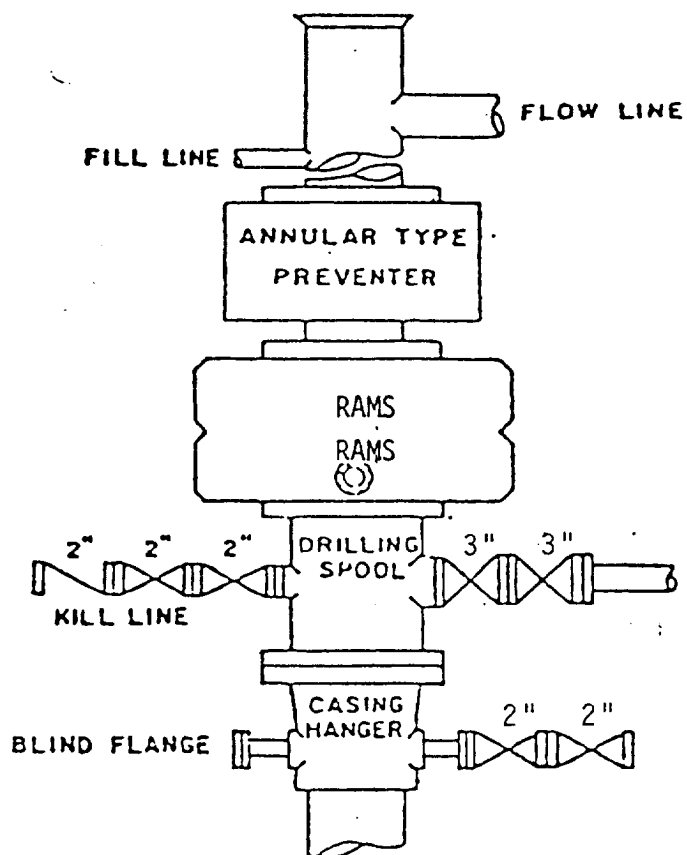 FLOW LINE
FILL LINE
ANNULAR TYPE
PREVENTER
RAMS
RAMS
2" 2" 2"
DRILLING
SPOOL
3" 3"
KILL LINE
CASING
HANGER
2" 2"
BLIND FLANGE